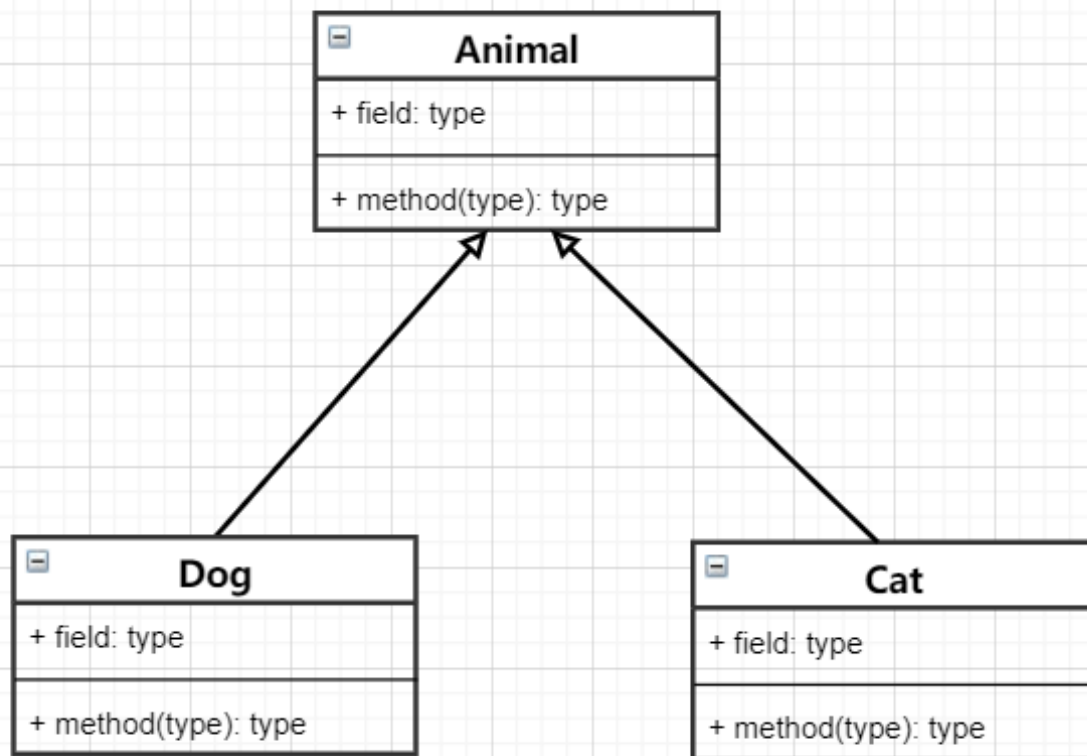 Animal
+ field: type
+ method(type): type
Dog
+ field: type
+ method(type): type
Cat
+ field: type
+ method(type): type